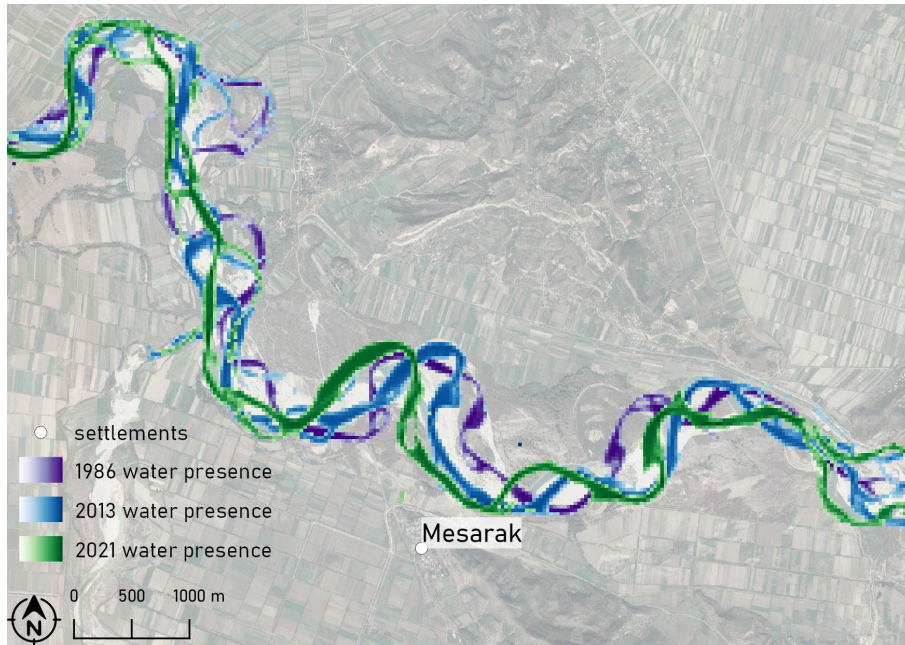 settlements
1986 water presence
2013 water presence
2021 water presence
Mesarak
0 500 1000 m
N